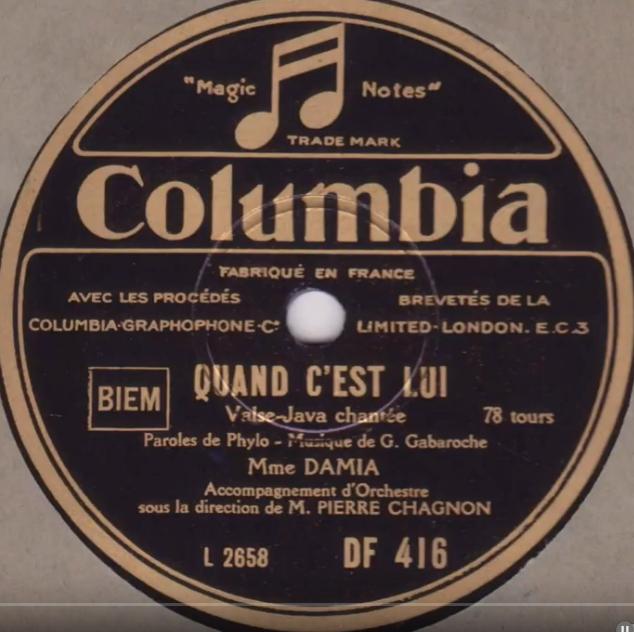 "Magic Notes"
TRADE MARK
Columbia
FABRIQUÉ EN FRANCE
AVEC LES PROCÉDÉS BREVETÉS DE LA
COLUMBIA-GRAPHOPHONE-Cº LIMITED-LONDON. E.C.3
BIEM
QUAND C'EST LUI
Valse-Java chantée 78 tours
Paroles de Phylo - Musique de G. Gabaroche
Mme DAMIA
Accompagnement d'Orchestre
sous la direction de M. PIERRE CHAGNON
L 2658 DF 416